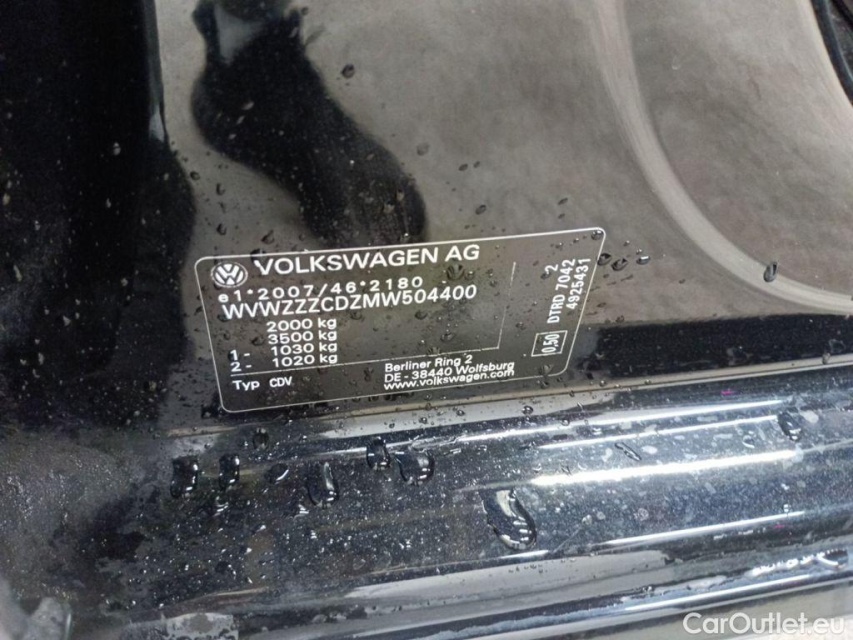 VOLKSWAGEN AG
e1*2007/46*2180
WVWZZZCDZMW504400
2000 kg
3500 kg
1- 1030 kg
2- 1020 kg
Typ CDV
Berliner Ring 2
DE-38440 Wolfsburg
www.volkswagen.com
0,50
2
DTRD 7042
4925431
CarOutlet.eu